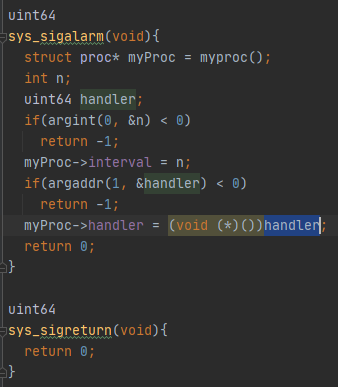 uint64
sys_sigalarm(void){
struct proc* myProc = myproc();
int n;
uint64 handler;
if(argint(0, &n) < 0)
return -1;
myProc->interval = n;
if(argaddr(1, &handler) < 0)
return -1;
myProc->handler = (void (*)())handler;
return 0;
}
uint64
sys_sigreturn(void){
return 0;
}